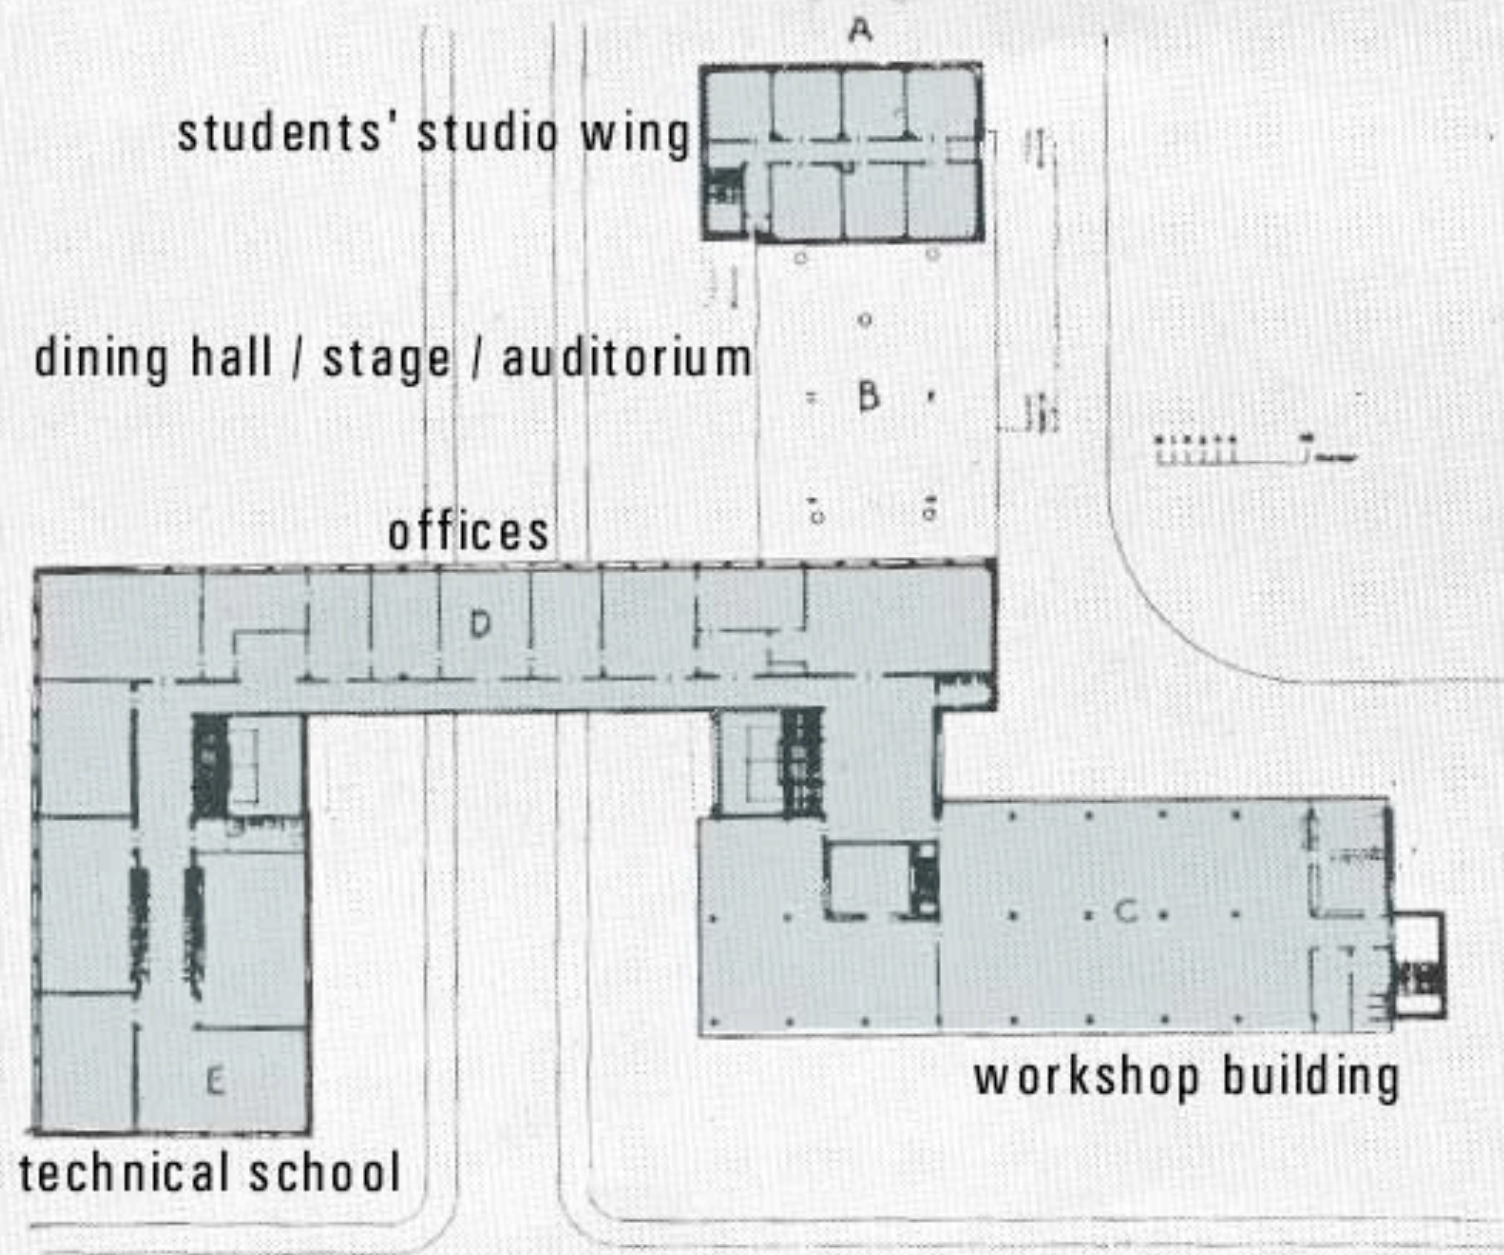 A
students' studio wing
dining hall / stage / auditorium
B
offices
D
C
workshop building
E
technical school